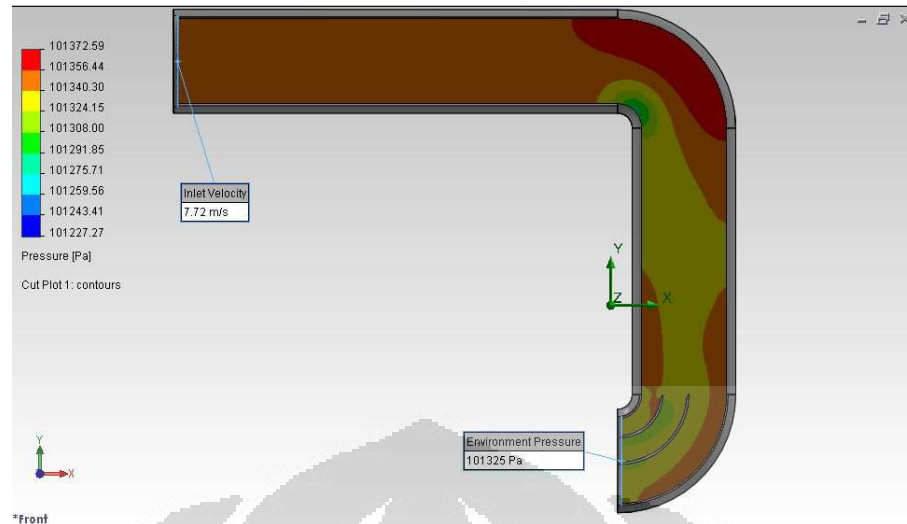 101372.59
101356.44
101340.30
101324.15
101308.00
101291.85
101275.71
101259.56
101243.41
101227.27
Pressure [Pa]
Cut Plot 1: contours
Inlet Velocity
7.72 m/s
Y
Z X
Environment Pressure
101325 Pa
Y
X
*Front